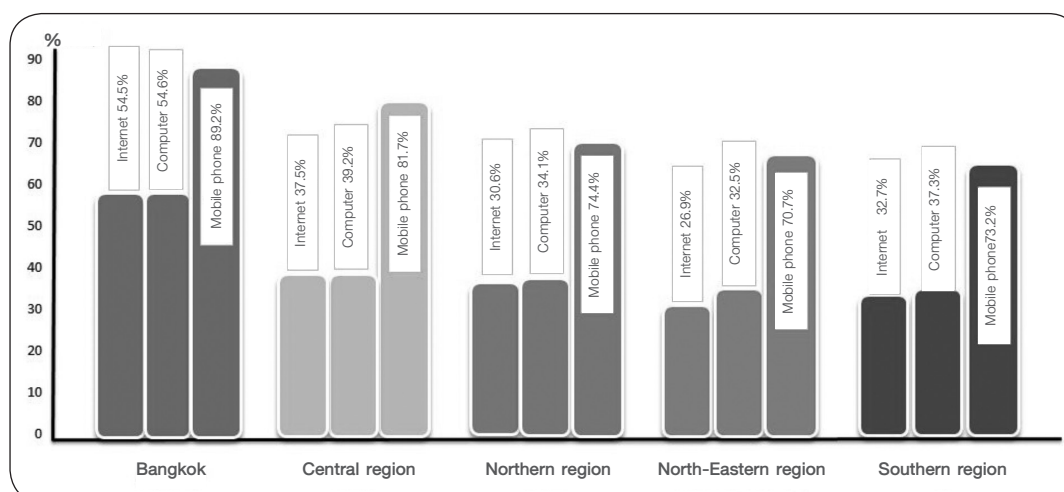 %
90
80
70
60
50
40
30
20
10
0
Internet 54.5%
Computer 54.6%
Mobile phone 89.2%
Internet 37.5%
Computer 39.2%
Mobile phone 81.7%
Internet 30.6%
Computer 34.1%
Mobile phone 74.4%
Internet 26.9%
Computer 32.5%
Mobile phone 70.7%
Internet 32.7%
Computer 37.3%
Mobile phone73.2%
Bangkok
Central region
Northern region
North-Eastern region
Southern region